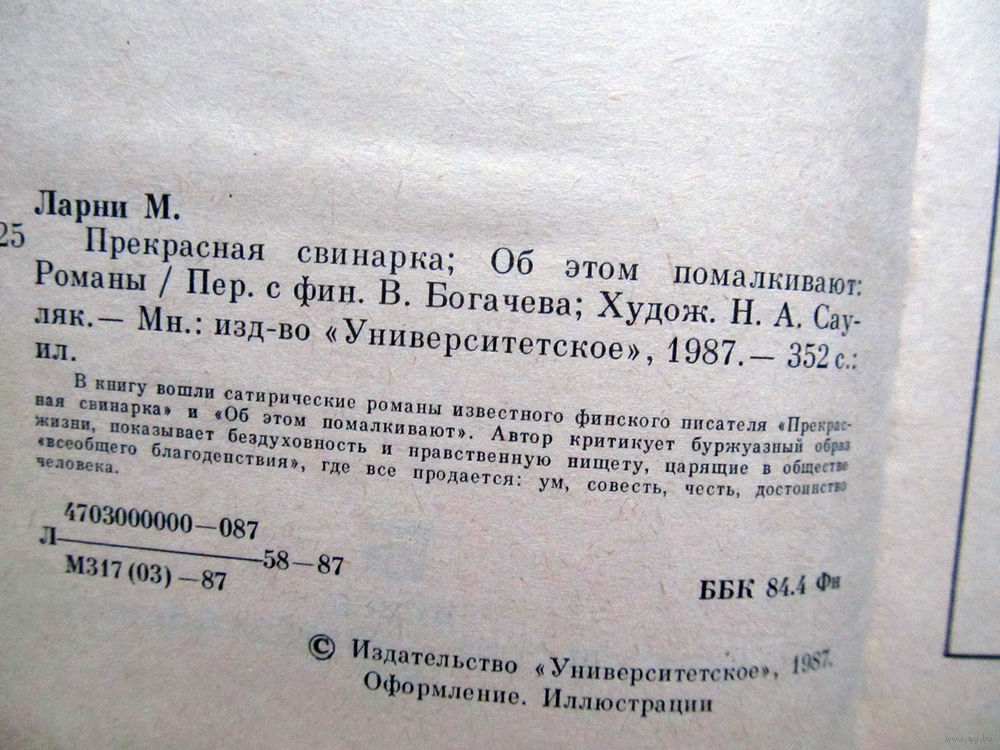 Ларни М.
25
Прекрасная свинарка; Об этом помалкивают:
Романы / Пер. с фин. В. Богачева; Худож. Н. А. Сау-
ляк.— Мн.: изд-во «Университетское», 1987.— 352 с.:
ил.
В книгу вошли сатирические романы известного финского писателя «Прекрас-
ная свинарка» и «Об этом помалкивают». Автор критикует буржуазный образ
жизни, показывает бездуховность и нравственную нищету, царящие в обществе
«всеобщего благоденствия», где все продается: ум, совесть, честь, достоинство
человека.
4703000000—087
Л—58—87
М317(03)—87
ББК 84.4 Фи
© Издательство «Университетское», 1987.
Оформление. Иллюстрации
www.ay.by